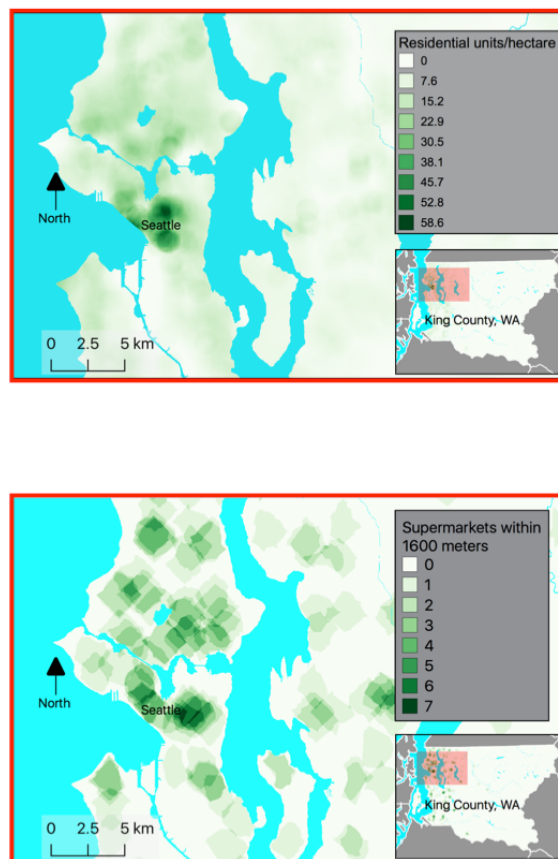 Residential units/hectare
0
7.6
15.2
22.9
30.5
38.1
45.7
52.8
58.6
Seattle
North
King County, WA
0 2.5 5 km
Supermarkets within
1600 meters
0
1
2
3
4
5
6
7
Seattle
North
King County, WA
0 2.5 5 km